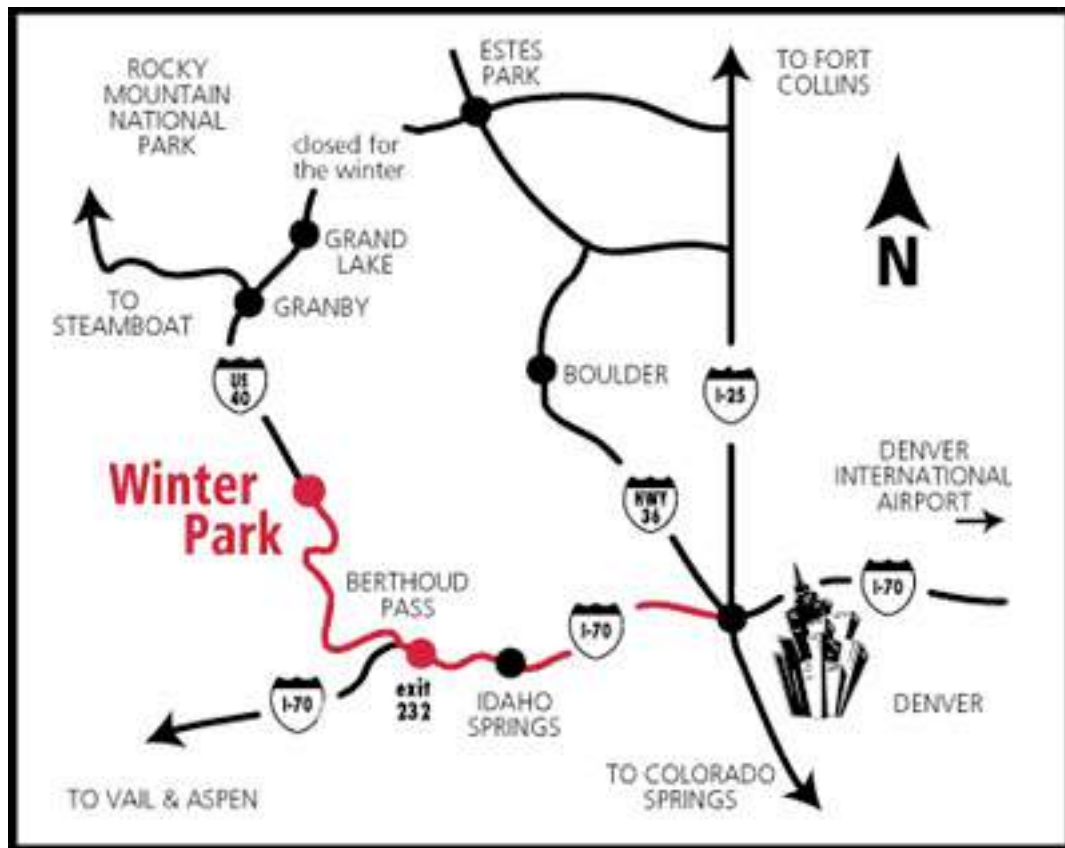 ROCKY
MOUNTAIN
NATIONAL
PARK
ESTES
PARK
TO FORT
COLLINS
closed for
the winter
GRAND
LAKE
N
TO
STEAMBOAT
GRANBY
US
40
BOULDER
I-25
Winter
Park
HWY
36
DENVER
INTERNATIONAL
AIRPORT
BERTHOUD
PASS
I-70
I-70
I-70
exit
232
IDAHO
SPRINGS
DENVER
TO VAIL & ASPEN
TO COLORADO
SPRINGS